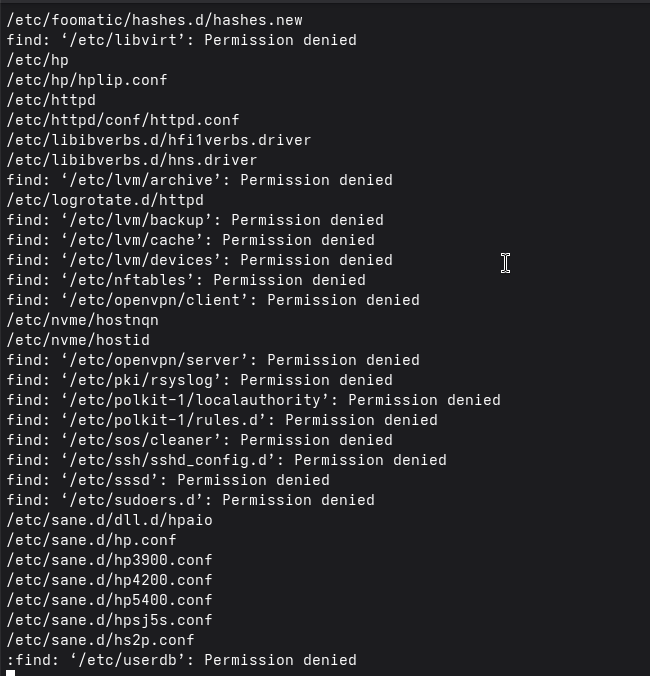 /etc/foomatic/hashes.d/hashes.new
find: ‘/etc/libvirt’: Permission denied
/etc/hp
/etc/hp/hplip.conf
/etc/httpd
/etc/httpd/conf/httpd.conf
/etc/libibverbs.d/hfi1verbs.driver
/etc/libibverbs.d/hns.driver
find: ‘/etc/lvm/archive’: Permission denied
/etc/logrotate.d/httpd
find: ‘/etc/lvm/backup’: Permission denied
find: ‘/etc/lvm/cache’: Permission denied
find: ‘/etc/lvm/devices’: Permission denied
find: ‘/etc/nftables’: Permission denied
find: ‘/etc/openvpn/client’: Permission denied
/etc/nvme/hostnqn
/etc/nvme/hostid
find: ‘/etc/openvpn/server’: Permission denied
find: ‘/etc/pki/rsyslog’: Permission denied
find: ‘/etc/polkit-1/localauthority’: Permission denied
find: ‘/etc/polkit-1/rules.d’: Permission denied
find: ‘/etc/sos/cleaner’: Permission denied
find: ‘/etc/ssh/sshd_config.d’: Permission denied
find: ‘/etc/sssd’: Permission denied
find: ‘/etc/sudoers.d’: Permission denied
/etc/sane.d/dll.d/hpaio
/etc/sane.d/hp.conf
/etc/sane.d/hp3900.conf
/etc/sane.d/hp4200.conf
/etc/sane.d/hp5400.conf
/etc/sane.d/hpsj5s.conf
/etc/sane.d/hs2p.conf
:find: ‘/etc/userdb’: Permission denied